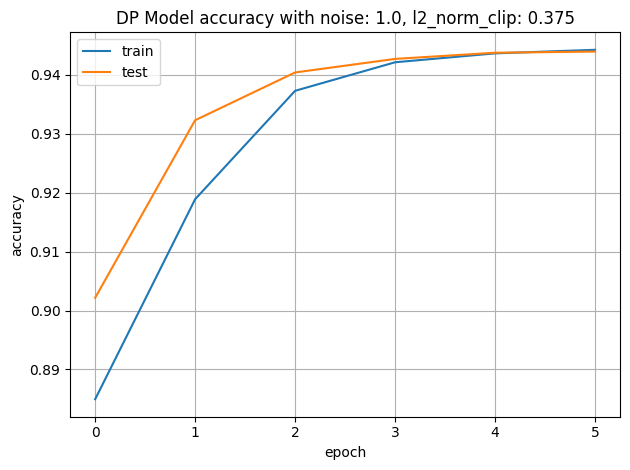 DP Model accuracy with noise: 1.0, l2_norm_clip: 0.375
train
test
0.94
0.93
0.92
0.91
0.90
0.89
accuracy
0 1 2 3 4 5
epoch